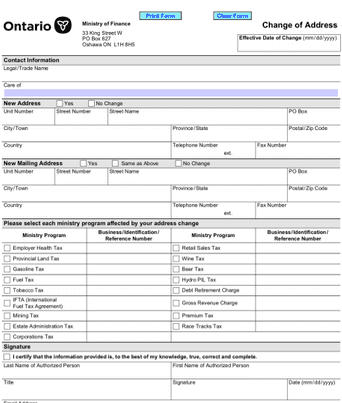 Print Form
Clear Form
Ontario
Ministry of Finance
33 King Street W
PO Box 627
Oshawa ON L1H 8H5
Change of Address
Effective Date of Change (mm/dd/yyyy)
Contact Information
Legal/Trade Name
Care of
New Address Yes No Change
Unit Number Street Number Street Name PO Box
City/Town Province/State Postal/Zip Code
Country Telephone Number Fax Number
ext.
New Mailing Address Yes Same as Above No Change
Unit Number Street Number Street Name PO Box
City/Town Province/State Postal/Zip Code
Country Telephone Number Fax Number
ext.
Please select each ministry program affected by your address change
Ministry Program Business/Identification/ Reference Number Ministry Program Business/Identification/ Reference Number
Employer Health Tax Retail Sales Tax
Provincial Land Tax Wine Tax
Gasoline Tax Beer Tax
Fuel Tax Hydro PIL Tax
Tobacco Tax Debt Retirement Charge
IFTA (International Fuel Tax Agreement) Gross Revenue Charge
Mining Tax Premium Tax
Estate Administration Tax Race Tracks Tax
Corporations Tax
Signature
I certify that the information provided is, to the best of my knowledge, true, correct and complete.
Last Name of Authorized Person First Name of Authorized Person
Title Signature Date (mm/dd/yyyy)